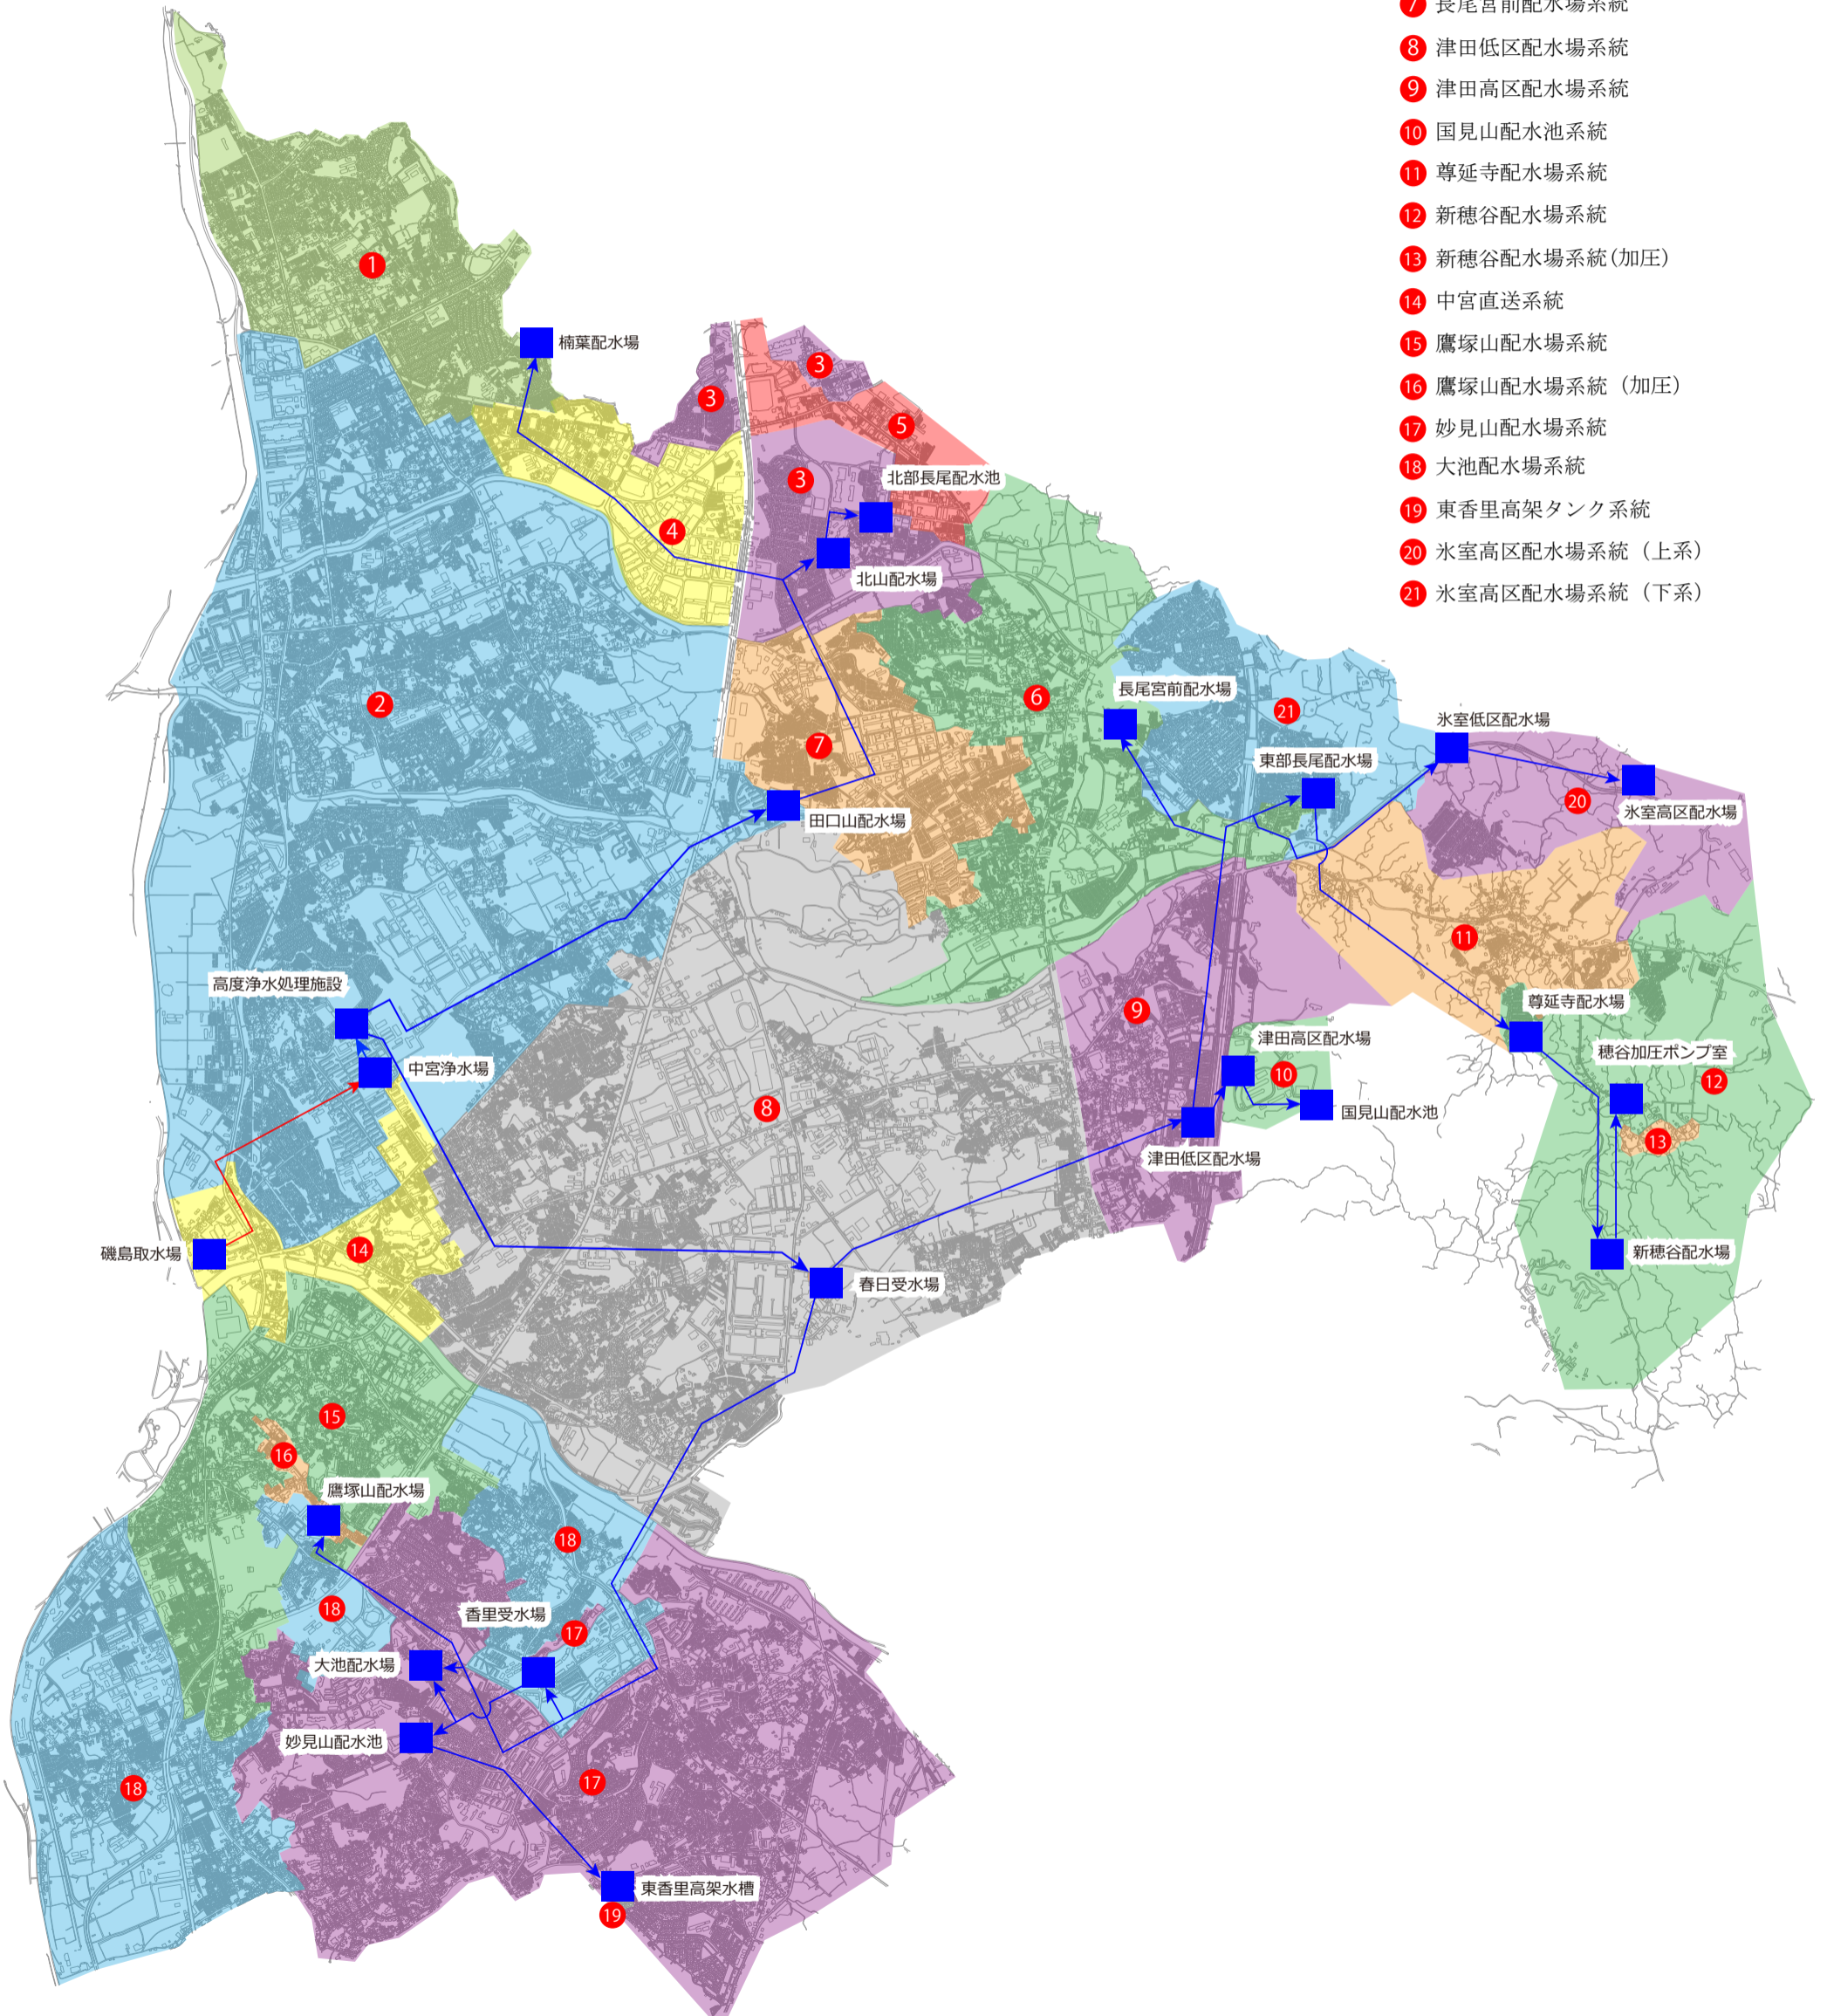 7 長尾宮前配水場系統
8 津田低区配水場系統
9 津田高区配水場系統
10 国見山配水池系統
11 尊延寺配水場系統
12 新穂谷配水場系統
13 新穂谷配水場系統(加圧)
14 中宮直送系統
15 鷹塚山配水場系統
16 鷹塚山配水場系統（加圧）
17 妙見山配水場系統
18 大池配水場系統
19 東香里高架タンク系統
20 氷室高区配水場系統（上系）
21 氷室高区配水場系統（下系）
1
楠葉配水場
3
3
5
3
北部長尾配水池
4
北山配水場
2
6
長尾宮前配水場
21
氷室低区配水場
7
東部長尾配水場
20
氷室高区配水場
田口山配水場
11
高度浄水処理施設
尊延寺配水場
9
津田高区配水場
穂谷加圧ポンプ室
中宮浄水場
10
12
8
国見山配水池
13
津田低区配水場
磯島取水場
14
新穂谷配水場
春日受水場
15
16
鷹塚山配水場
18
18
香里受水場
17
大池配水場
妙見山配水池
18
17
東香里高架水槽
19